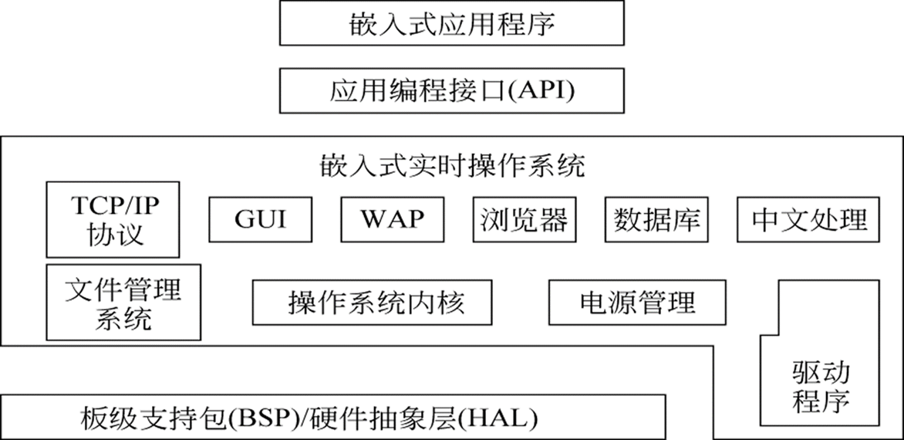 嵌入式应用程序
应用编程接口(API)
嵌入式实时操作系统
TCP/IP
协议
GUI
WAP
浏览器
数据库
中文处理
文件管理
系统
操作系统内核
电源管理
驱动
程序
板级支持包(BSP)/硬件抽象层(HAL)